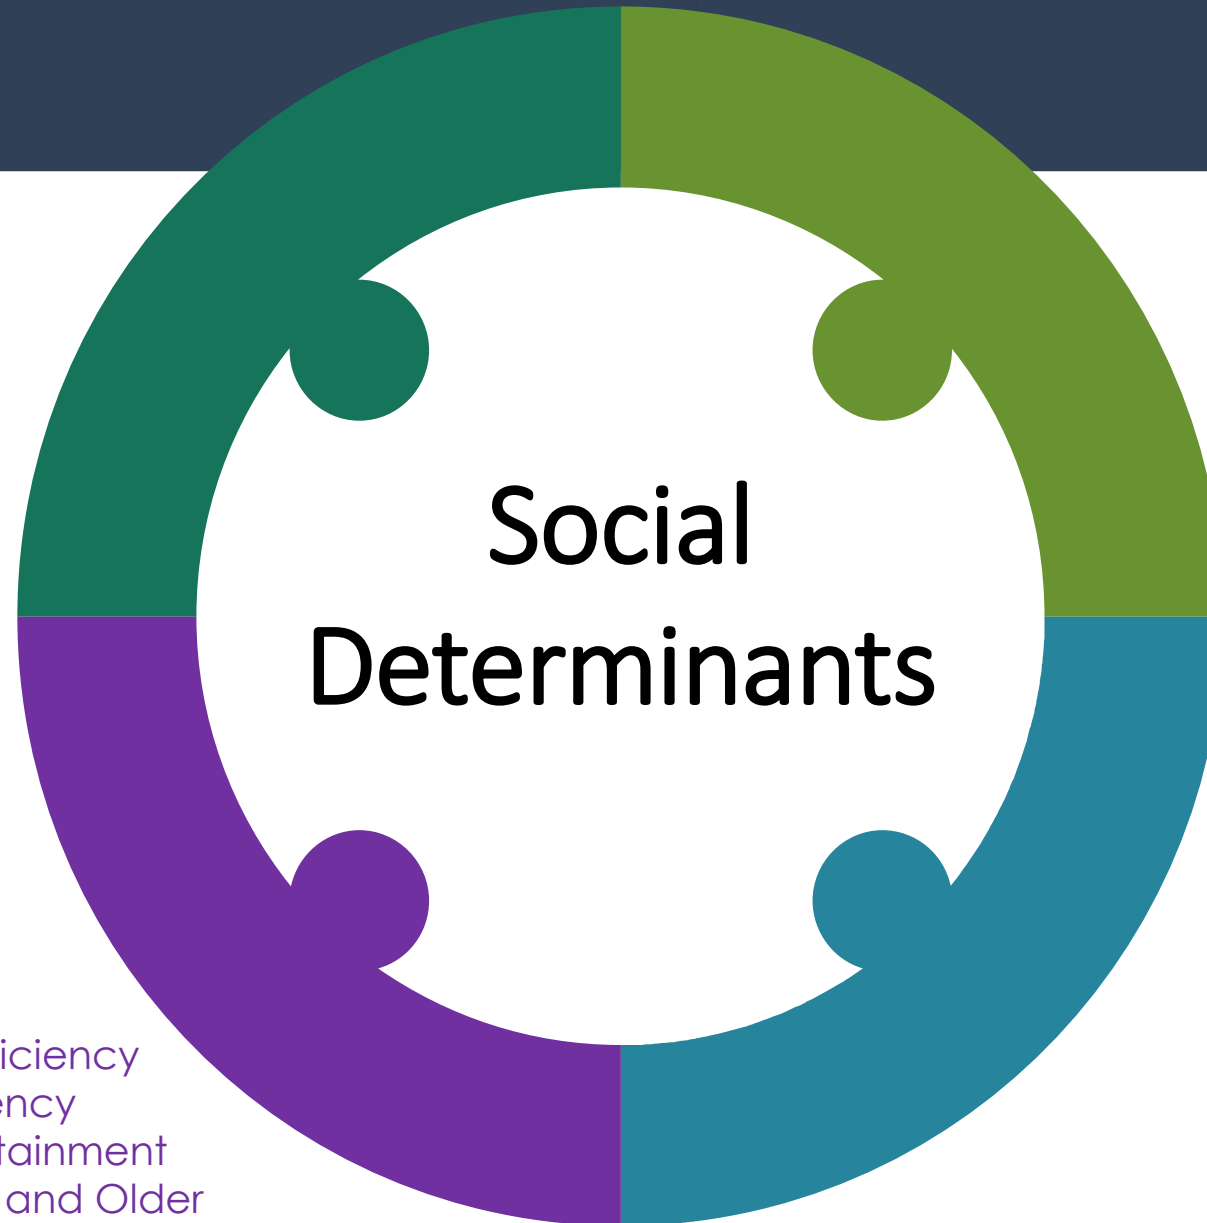 Social
Determinants
iciency
ency
tainment
and Older